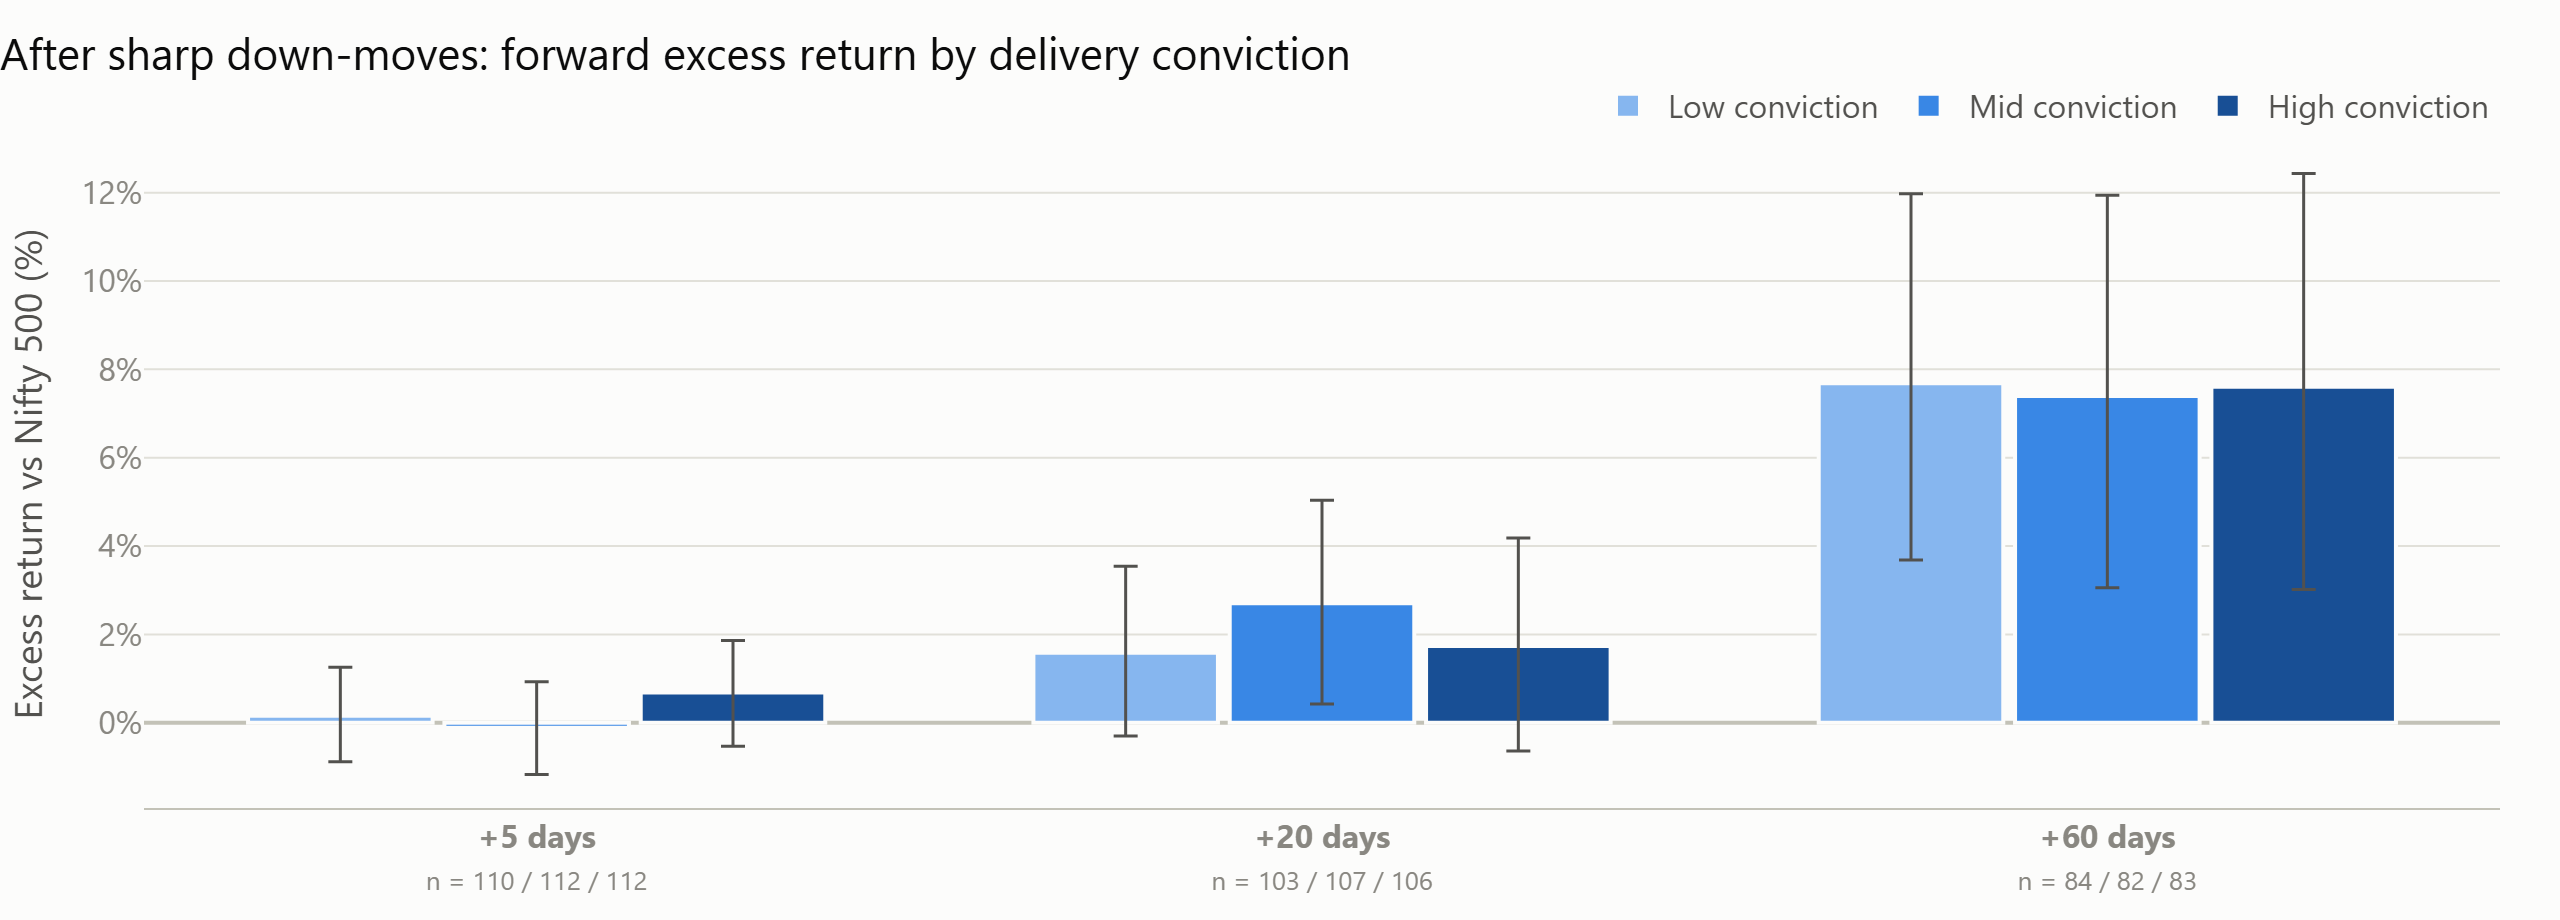 After sharp down-moves: forward excess return by delivery conviction
Low conviction Mid conviction High conviction
Excess return vs Nifty 500 (%)
12%
10%
8%
6%
4%
2%
0%
+5 days +20 days +60 days
n = 110 / 112 / 112 n = 103 / 107 / 106 n = 84 / 82 / 83